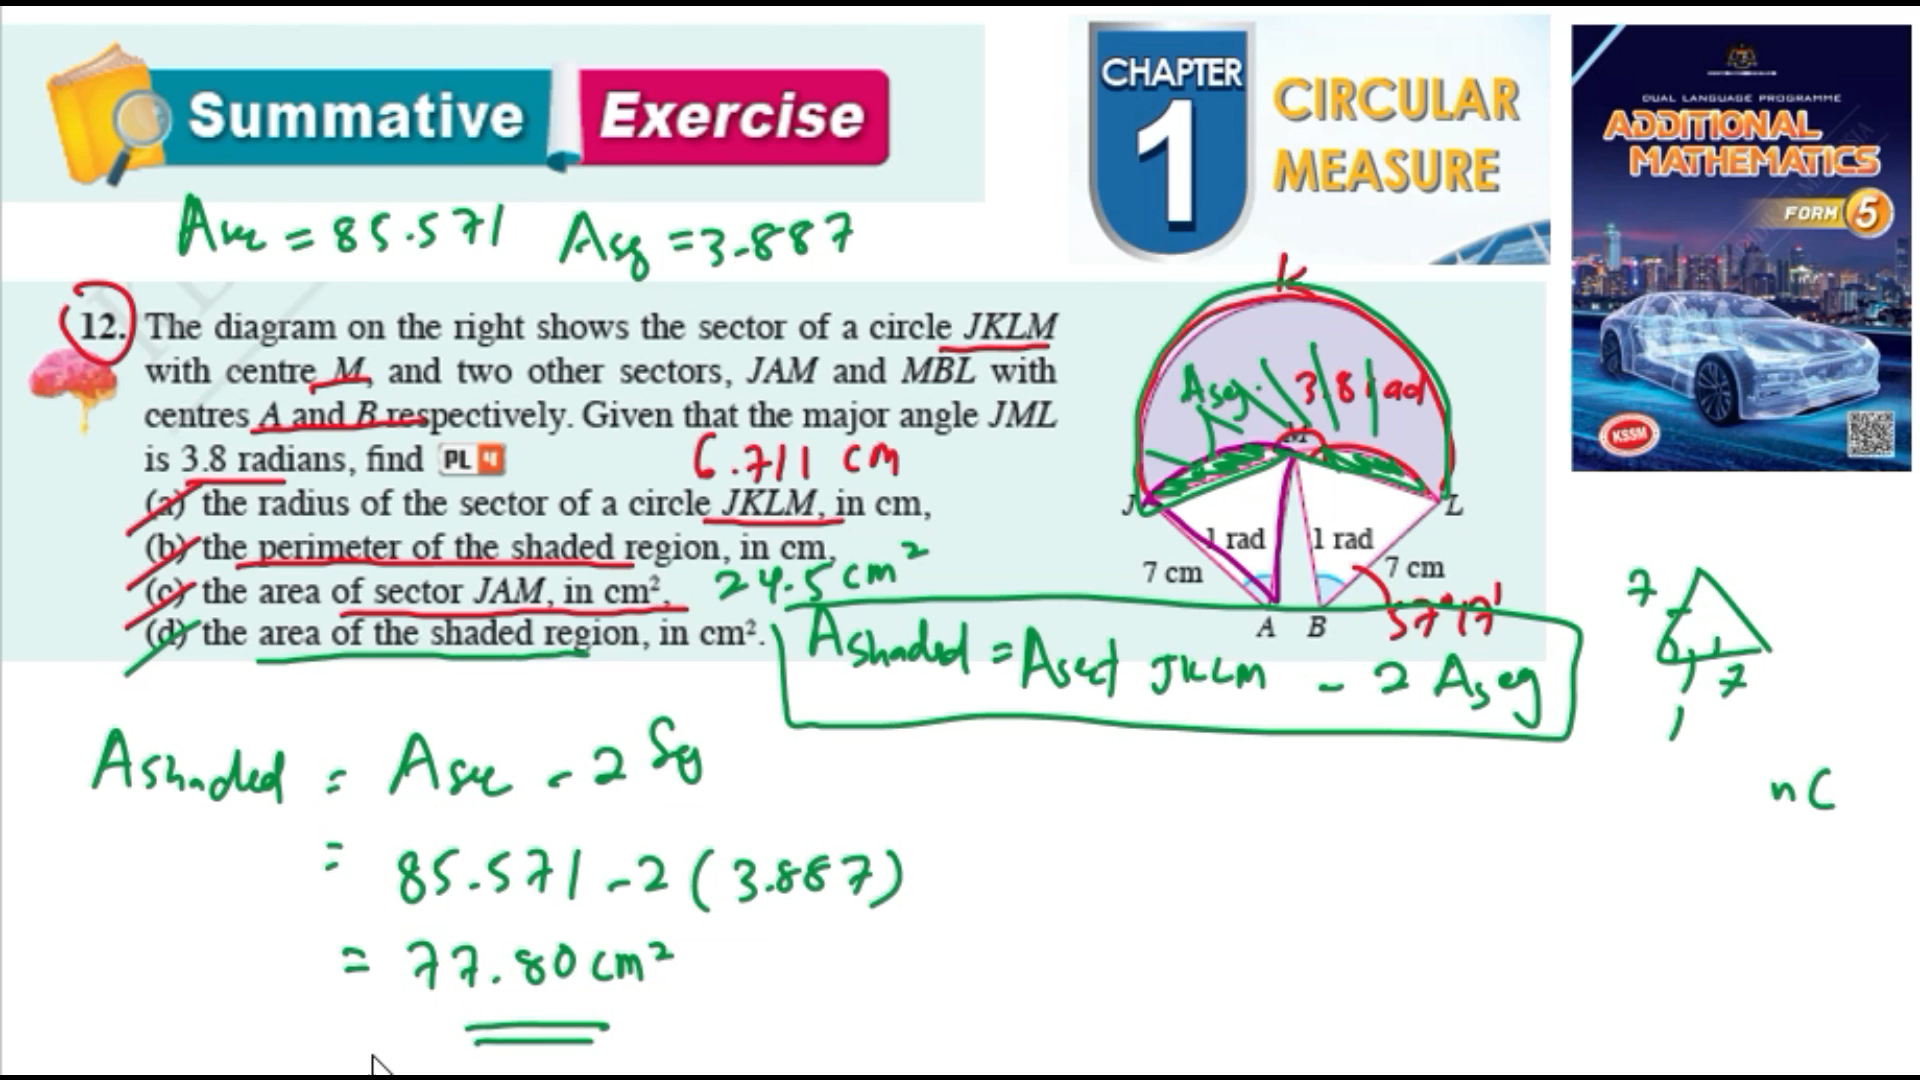 Summative Exercise
CHAPTER 1
CIRCULAR MEASURE
DUAL LANGUAGE PROGRAMME
ADDITIONAL
MATHEMATICS
FORM 5
KSSM
Asec = 85.571 Asg = 3.887
12. The diagram on the right shows the sector of a circle JKLM
with centre M, and two other sectors, JAM and MBL with
centres A and B respectively. Given that the major angle JML
is 3.8 radians, find PL 4
6.711 cm
(a) the radius of the sector of a circle JKLM, in cm,
(b) the perimeter of the shaded region, in cm,
(c) the area of sector JAM, in cm²,
24.5 cm²
(d) the area of the shaded region, in cm².
K
Aseg
3.8 rad
M
J
L
1 rad 1 rad
7 cm 7 cm
A B
57°17'
Ashaded = Asect JKLM - 2 Aseg
7
7
1
nC
Ashaded = Asec - 2 Sg
= 85.571 - 2 (3.887)
= 77.80 cm²